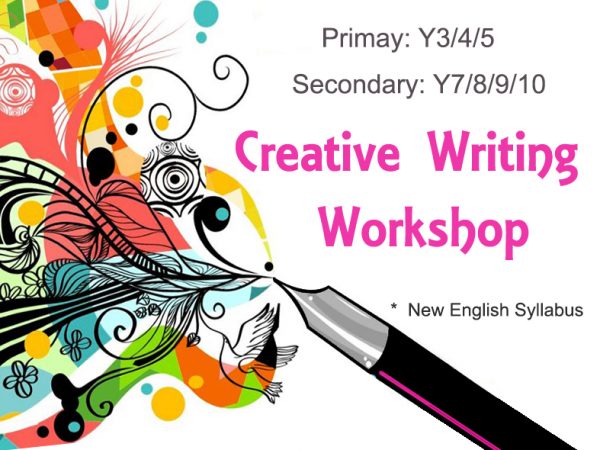 Primay: Y3/4/5
Secondary: Y7/8/9/10
Creative Writing
Workshop
* New English Syllabus